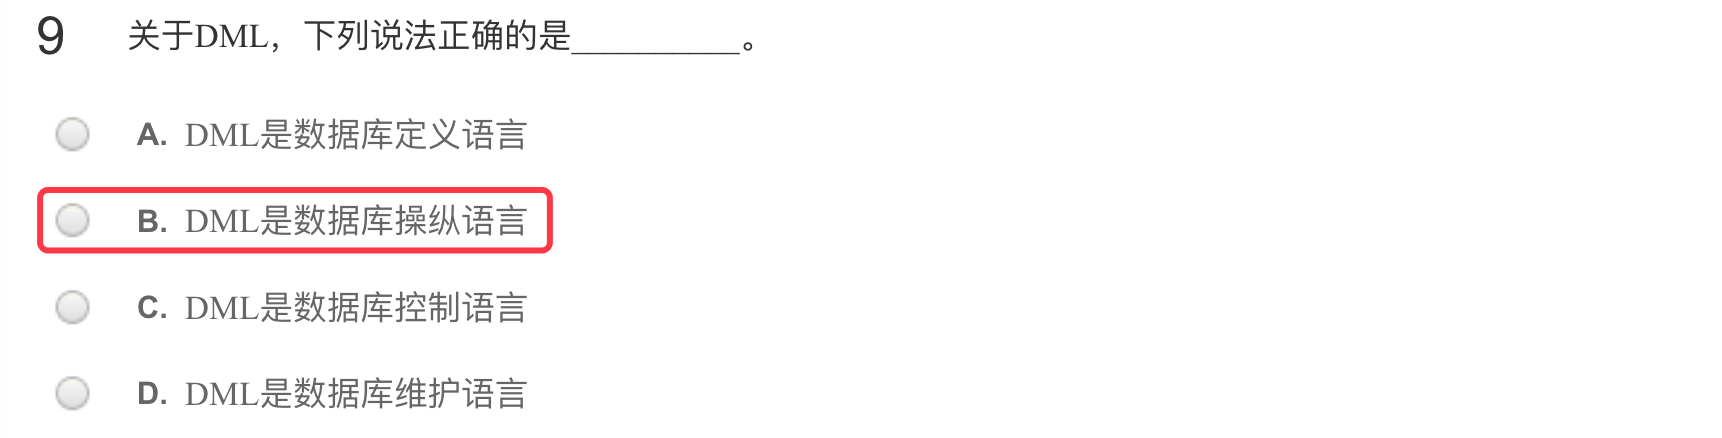 9 关于DML，下列说法正确的是__________。
A. DML是数据库定义语言
B. DML是数据库操纵语言
C. DML是数据库控制语言
D. DML是数据库维护语言